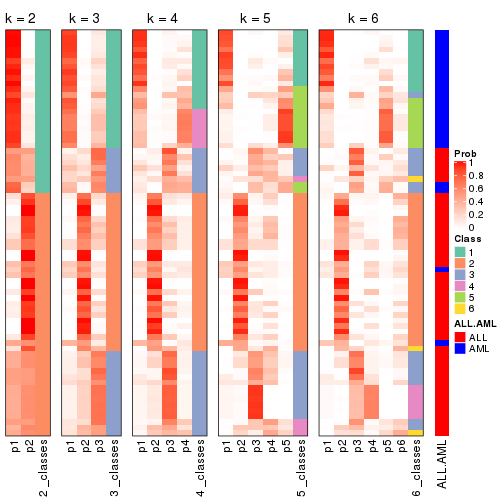 k = 2 k = 3 k = 4 k = 5 k = 6
Prob
1
0.8
0.6
0.4
0.2
0
Class
1
2
3
4
5
6
ALL.AML
ALL
AML
p1 p2 2_classes p1 p2 p3 3_classes p1 p2 p3 p4 4_classes p1 p2 p3 p4 p5 5_classes p1 p2 p3 p4 p5 p6 6_classes ALL.AML